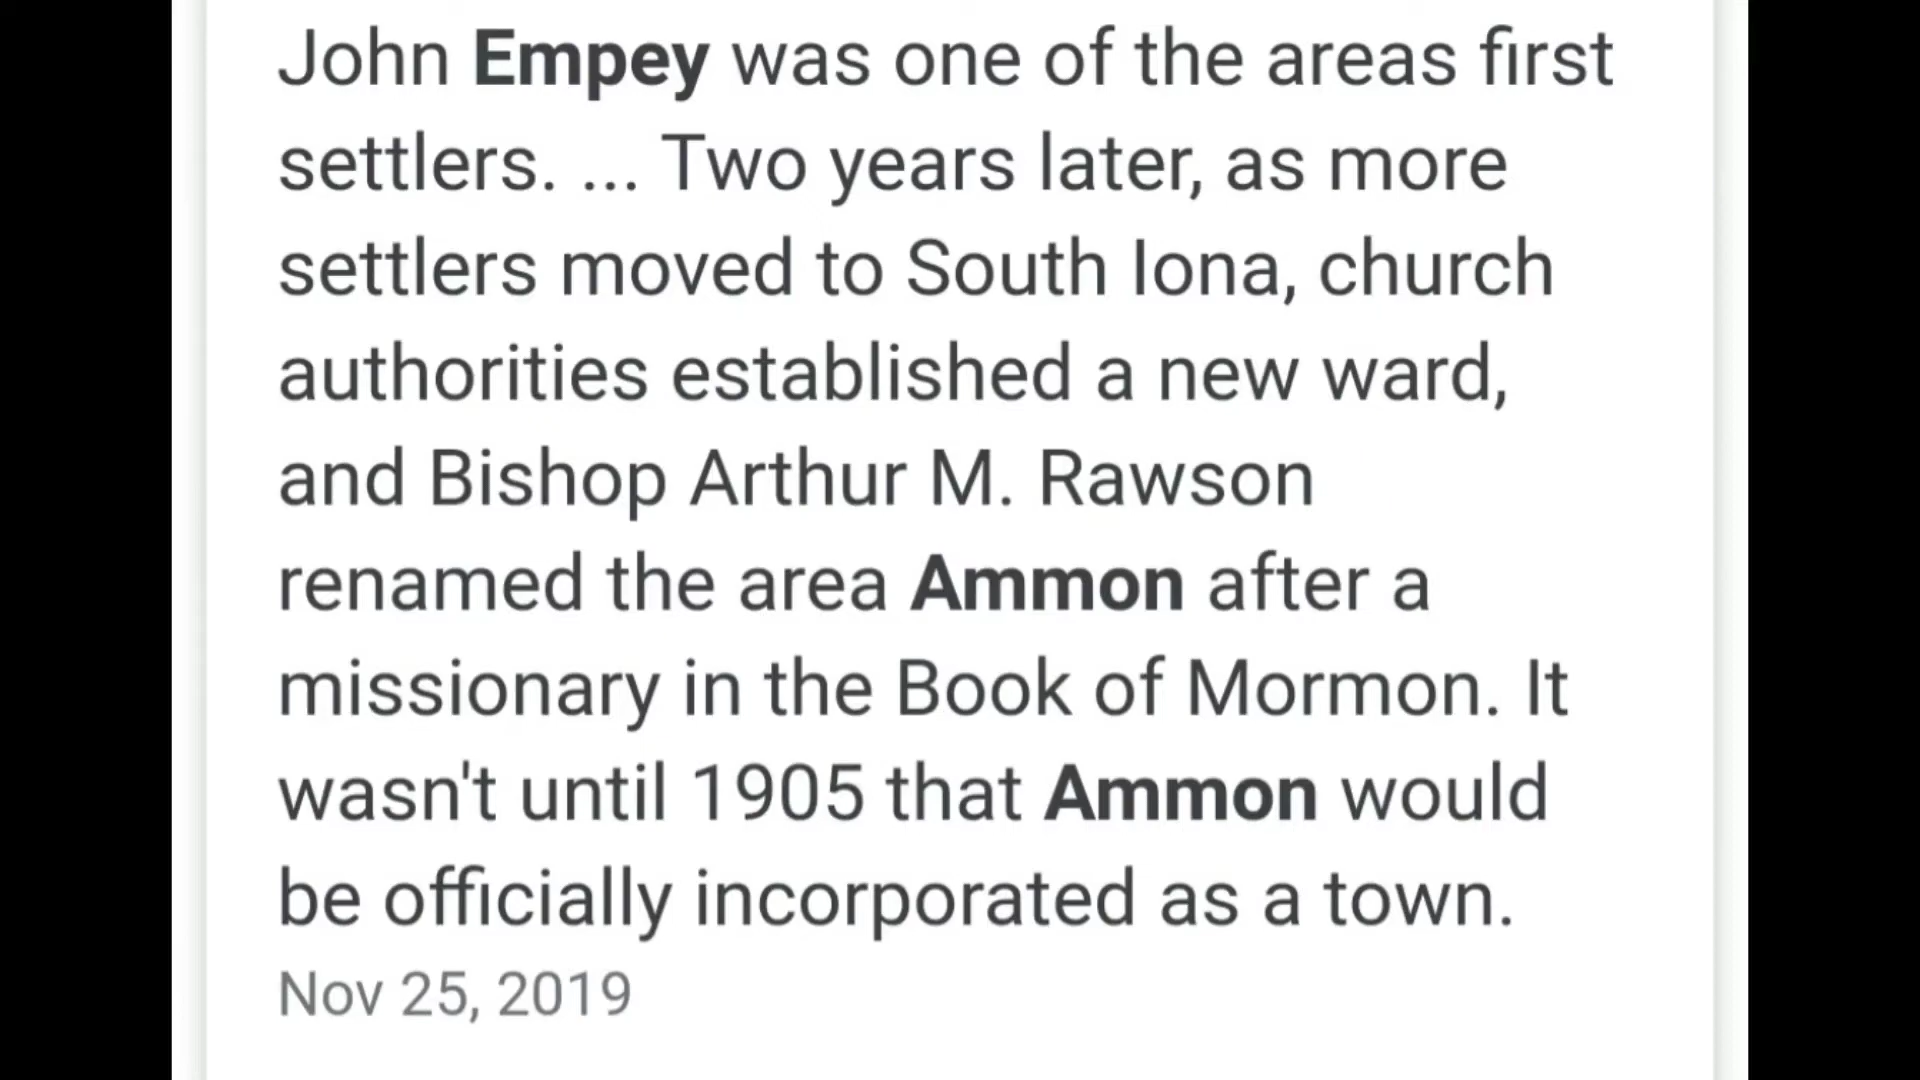 John Empey was one of the areas first
settlers. ... Two years later, as more
settlers moved to South Iona, church
authorities established a new ward,
and Bishop Arthur M. Rawson
renamed the area Ammon after a
missionary in the Book of Mormon. It
wasn't until 1905 that Ammon would
be officially incorporated as a town.
Nov 25, 2019